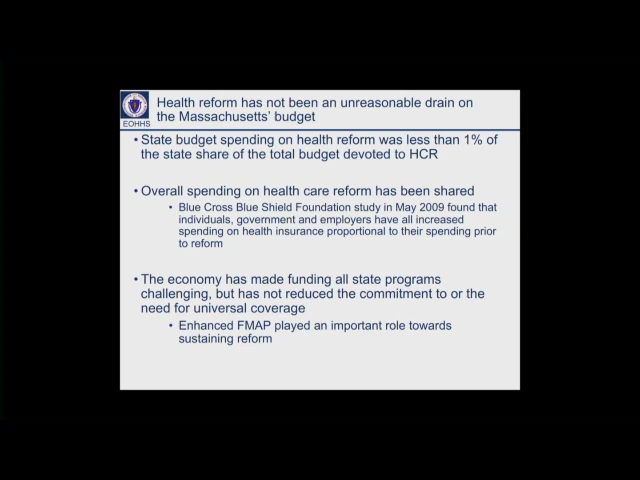 Health reform has not been an unreasonable drain on
the Massachusetts' budget
EOHHS
• State budget spending on health reform was less than 1% of
the state share of the total budget devoted to HCR
• Overall spending on health care reform has been shared
• Blue Cross Blue Shield Foundation study in May 2009 found that
individuals, government and employers have all increased
spending on health insurance proportional to their spending prior
to reform
• The economy has made funding all state programs
challenging, but has not reduced the commitment to or the
need for universal coverage
• Enhanced FMAP played an important role towards
sustaining reform